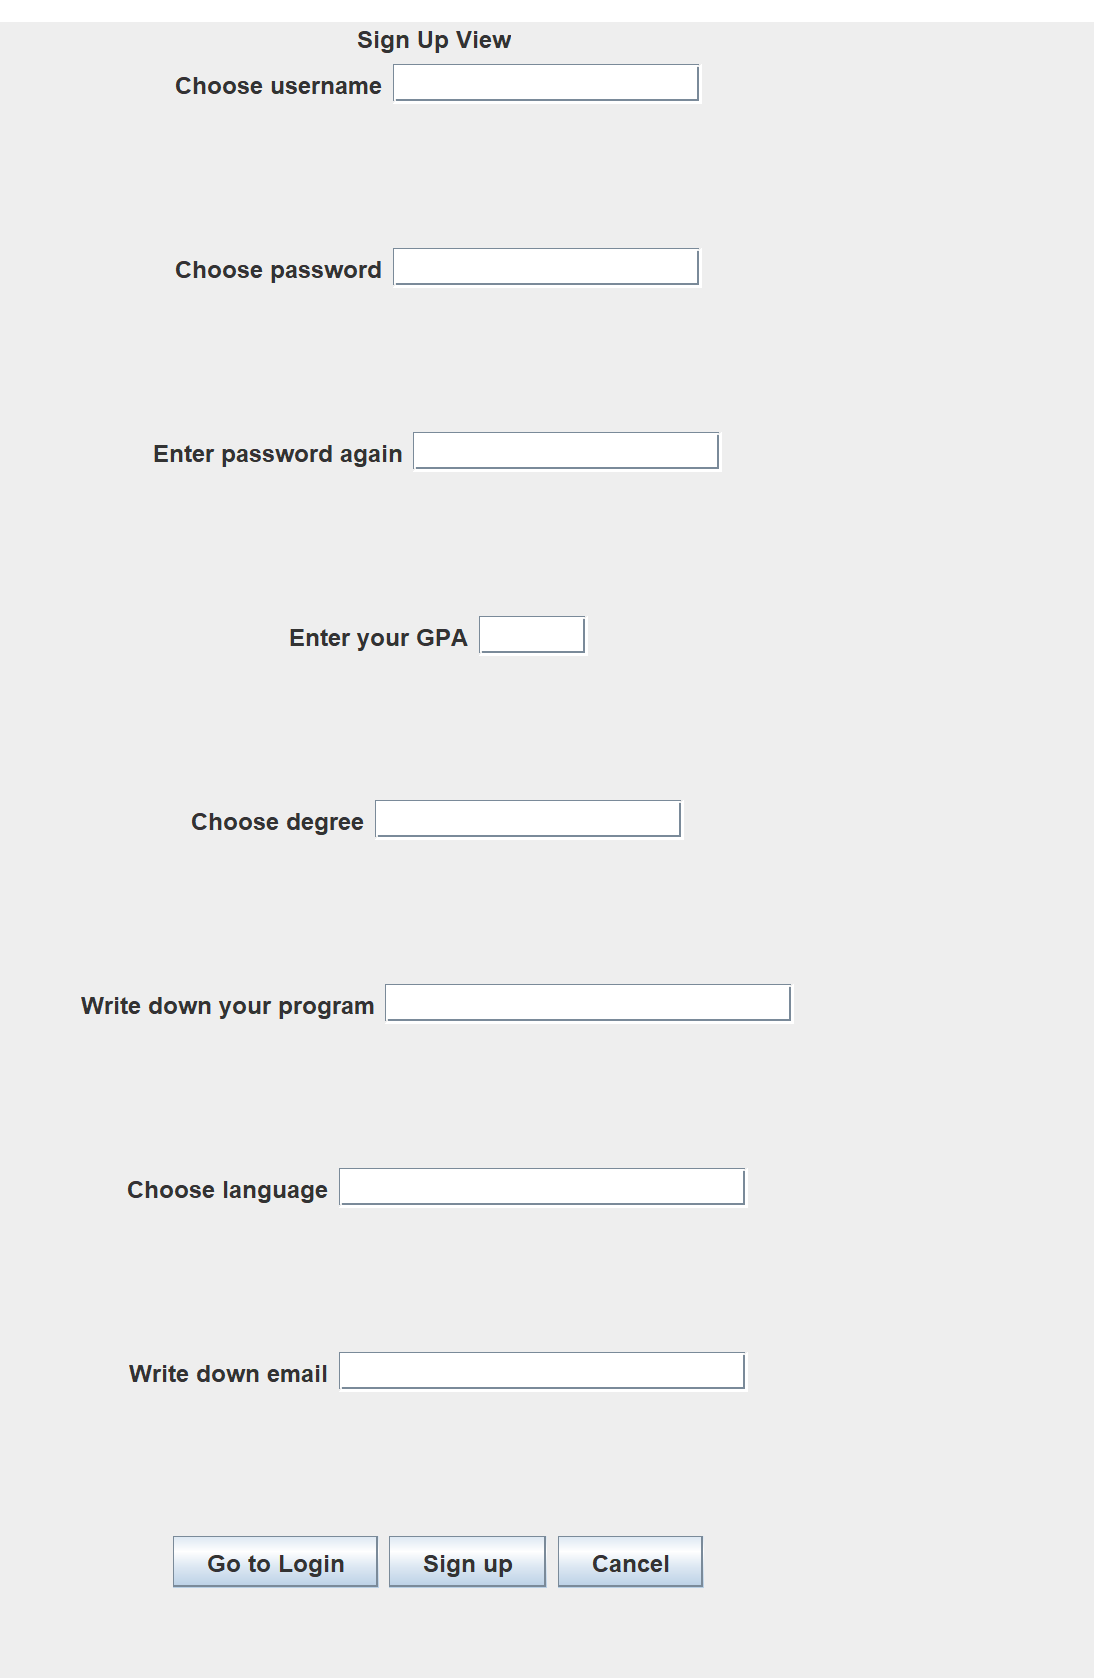 Sign Up View
Choose username
Choose password
Enter password again
Enter your GPA
Choose degree
Write down your program
Choose language
Write down email
Go to Login Sign up Cancel